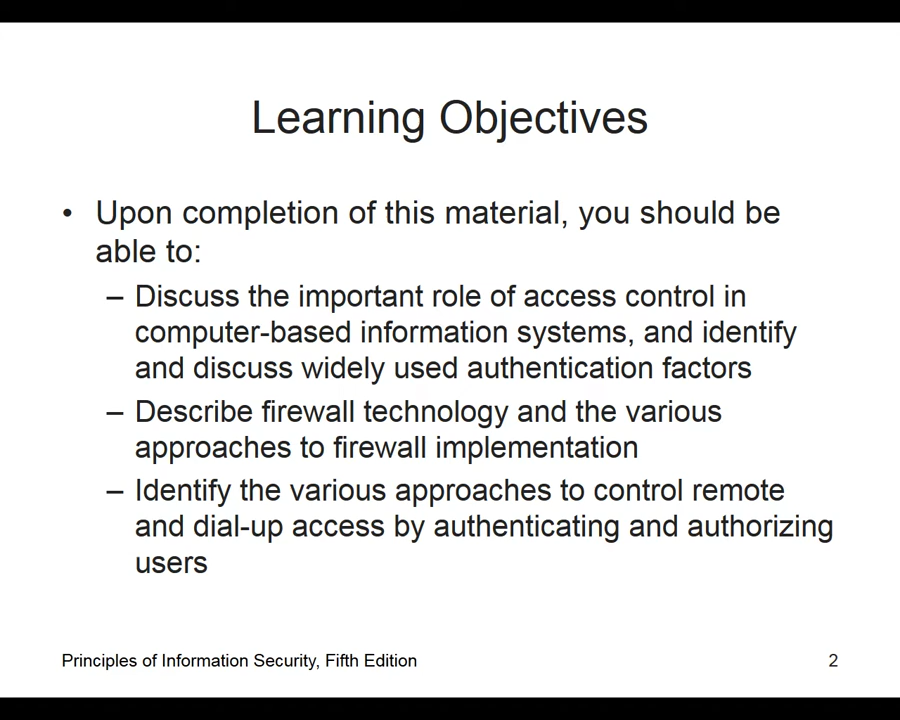 Learning Objectives
• Upon completion of this material, you should be
able to:
– Discuss the important role of access control in
computer-based information systems, and identify
and discuss widely used authentication factors
– Describe firewall technology and the various
approaches to firewall implementation
– Identify the various approaches to control remote
and dial-up access by authenticating and authorizing
users
Principles of Information Security, Fifth Edition
2